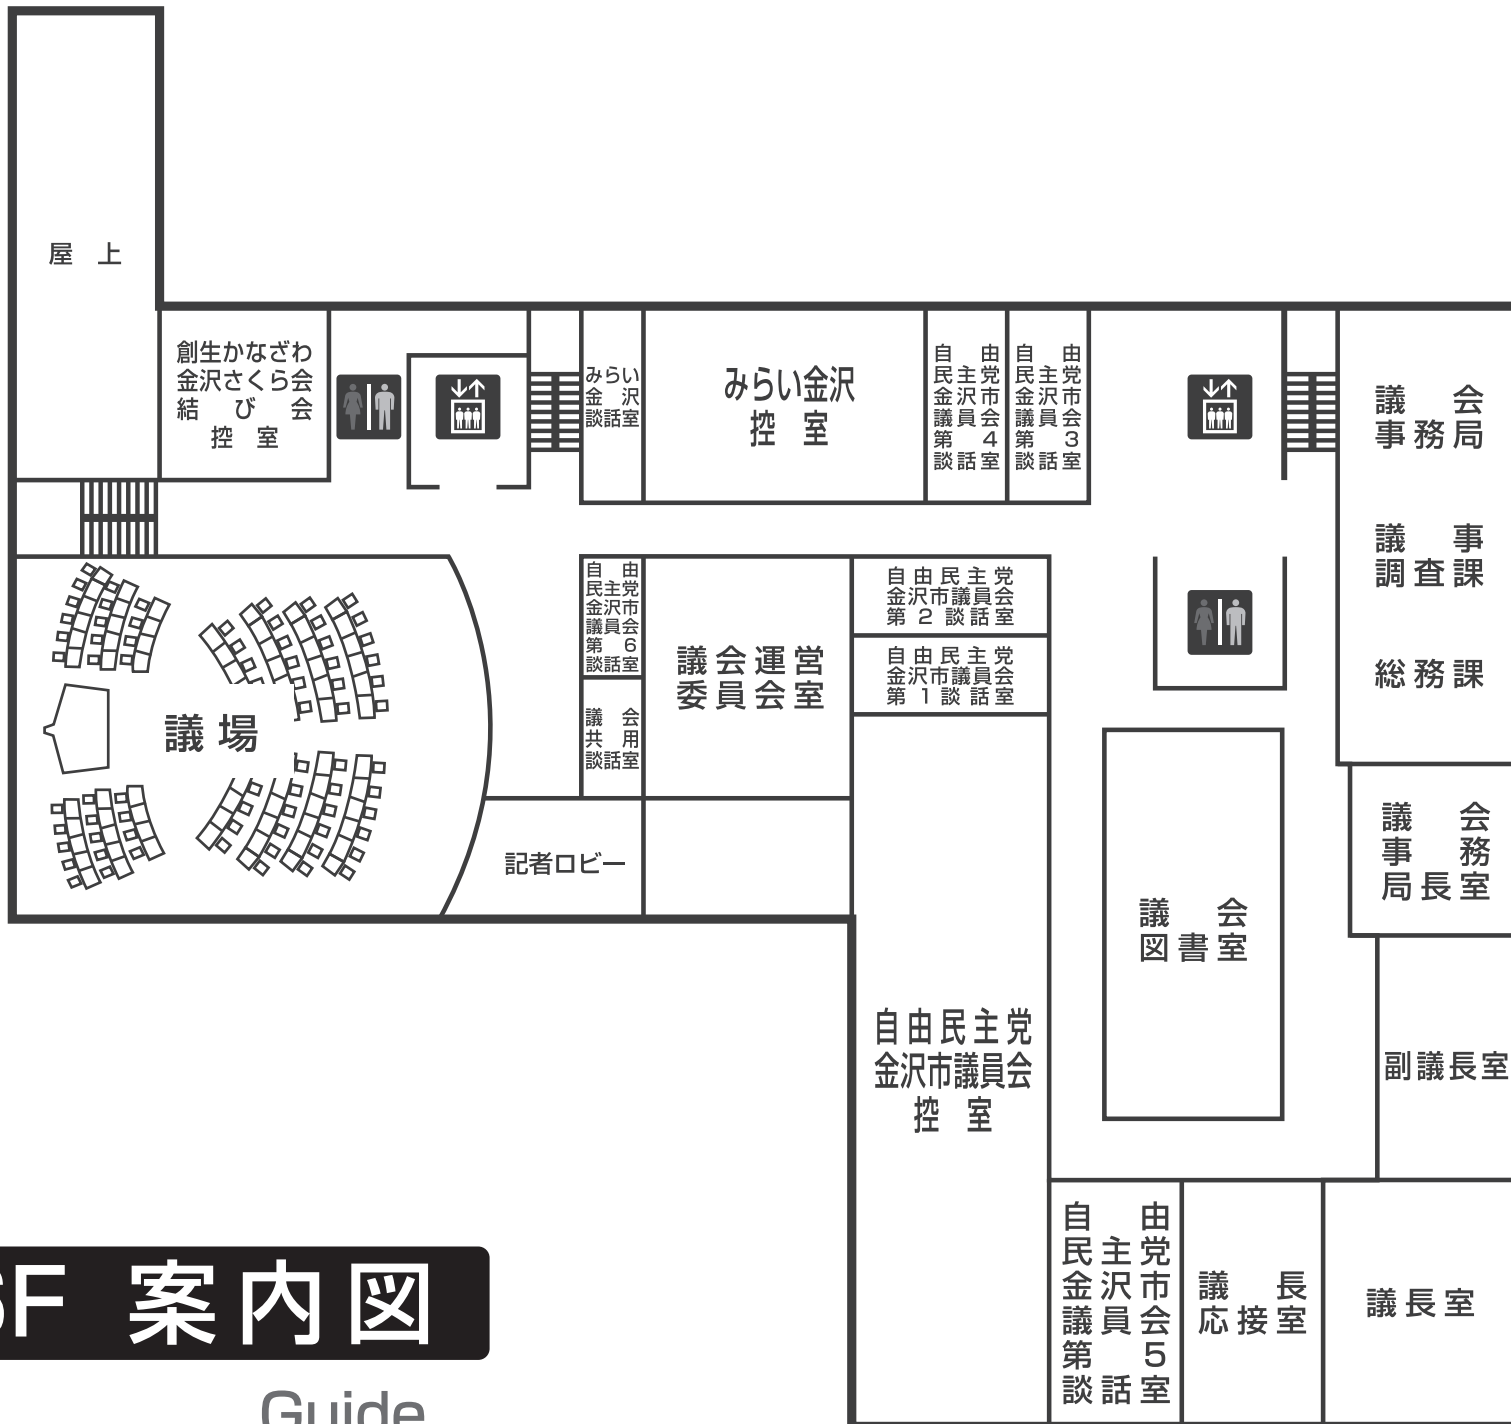 屋上
創生かなざわ
金沢さくら会
結び会
控室
みらい
金沢
談話室
みらい金沢
控室
自由
民主党
金沢市
議員会
第4
談話室
自由
民主党
金沢市
議員会
第3
談話室
議会
事務局
議事
調査課
総務課
自由
民主党
金沢市
議員会
第6
談話室
議会
共用
談話室
議会運営
委員会室
自由民主党
金沢市議員会
第2談話室
自由民主党
金沢市議員会
第1談話室
議場
記者ロビー
議会
図書室
議会
事務
局長室
自由民主党
金沢市議員会
控室
副議長室
自由
民主党
金沢市
議員会
第5
談話室
議長
応接室
議長室
F 案内図
Guide